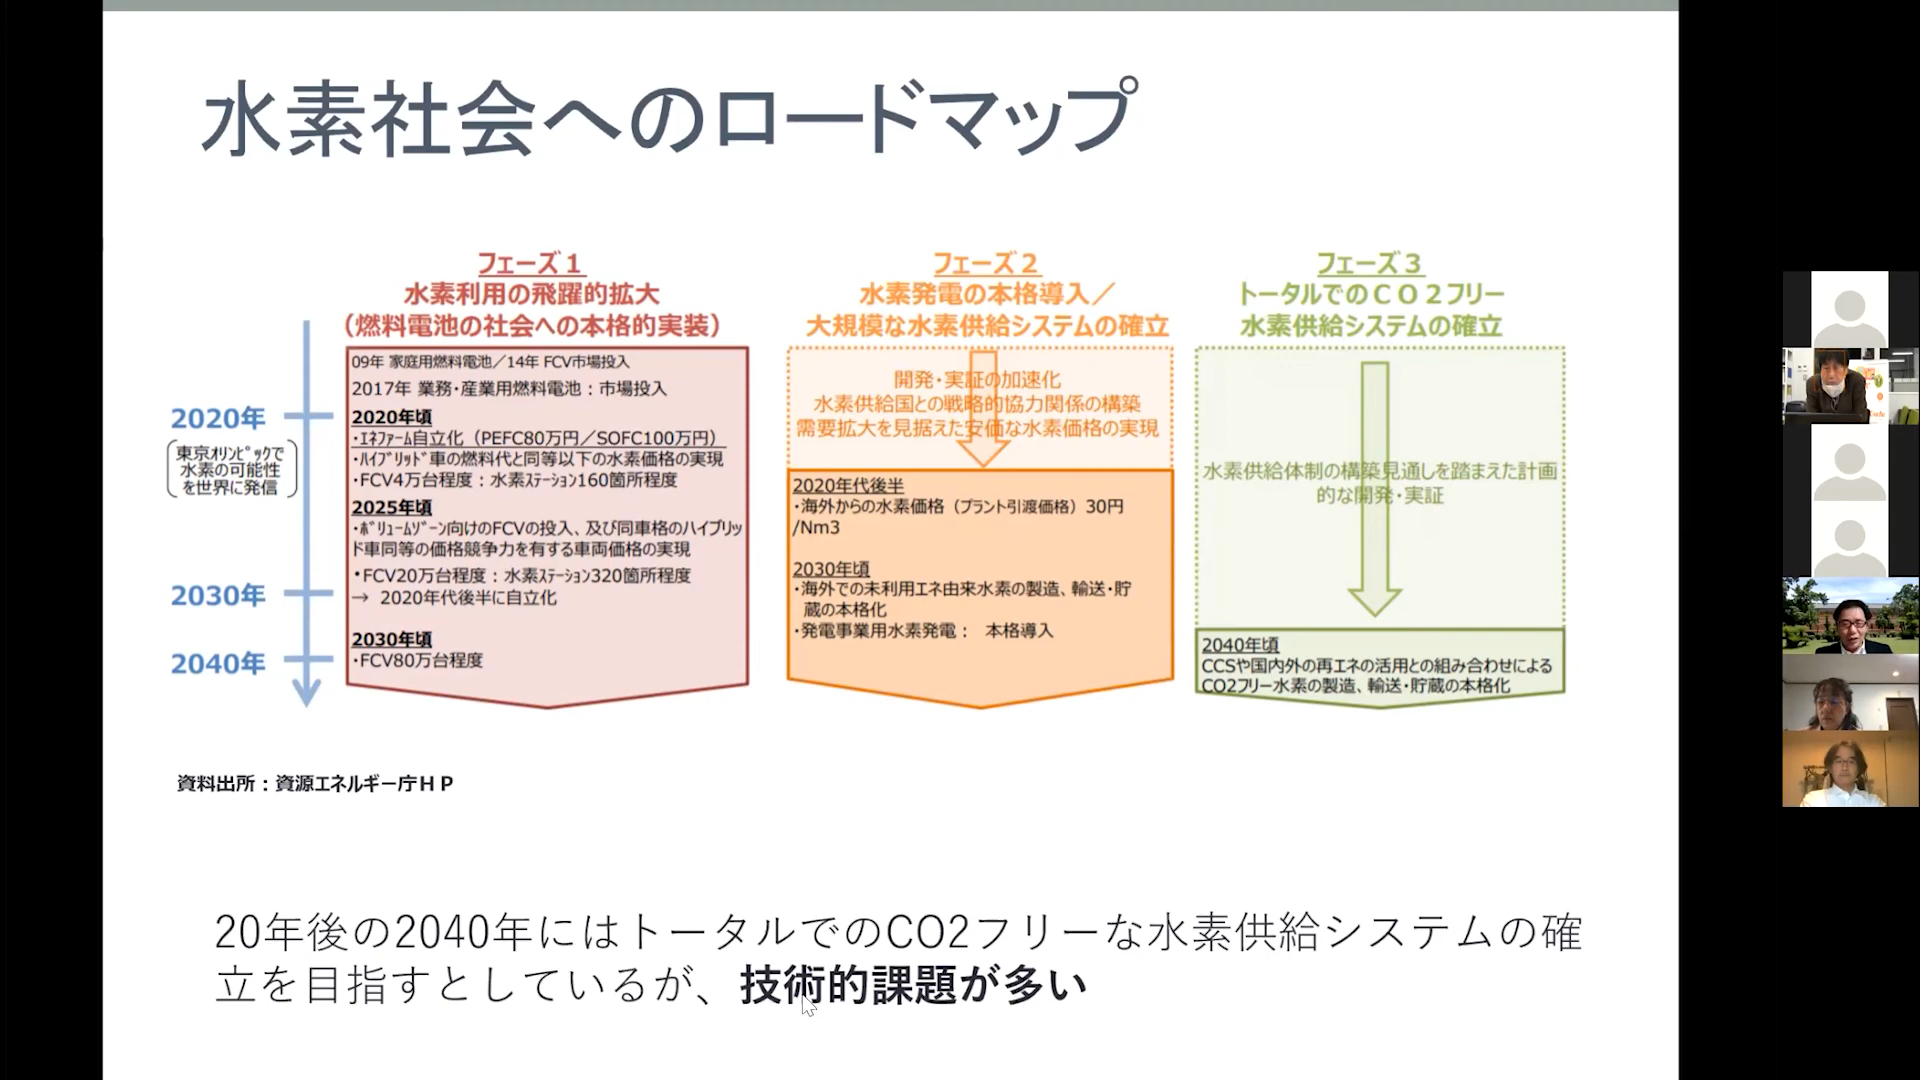 水素社会へのロードマップ
フェーズ１
水素利用の飛躍的拡大
（燃料電池の社会への本格的実装）
09年 家庭用燃料電池／14年 FCV市場投入
2017年 業務・産業用燃料電池：市場投入
2020年頃
・ｴﾈﾌｧｰﾑ自立化（PEFC80万円／SOFC100万円）
・ﾊｲﾌﾞﾘｯﾄﾞ車の燃料代と同等以下の水素価格の実現
・FCV4万台程度：水素ｽﾃｰｼｮﾝ160箇所程度
2025年頃
・ﾎﾞﾘｭｰﾑｿﾞｰﾝ向けのFCVの投入、及び同車格のハイブリッ
ド車同等の価格競争力を有する車両価格の実現
・FCV20万台程度：水素ｽﾃｰｼｮﾝ320箇所程度
→ 2020年代後半に自立化
2030年頃
・FCV80万台程度
2020年
東京ｵﾘﾝﾋﾟｯｸで
水素の可能性
を世界に発信
2030年
2040年
フェーズ２
水素発電の本格導入／
大規模な水素供給システムの確立
開発・実証の加速化
水素供給国との戦略的協力関係の構築
需要拡大を見据えた安価な水素価格の実現
2020年代後半
・海外からの水素価格（プラント引渡価格）30円
/Nm3
2030年頃
・海外での未利用エネ由来水素の製造、輸送・貯
蔵の本格化
・発電事業用水素発電： 本格導入
フェーズ３
トータルでのＣＯ２フリー
水素供給システムの確立
水素供給体制の構築見通しを踏まえた計画
的な開発・実証
2040年頃
CCSや国内外の再エネの活用との組み合わせによる
CO2フリー水素の製造、輸送・貯蔵の本格化
資料出所：資源エネルギー庁ＨＰ
20年後の2040年にはトータルでのCO2フリーな水素供給システムの確
立を目指すとしているが、技術的課題が多い